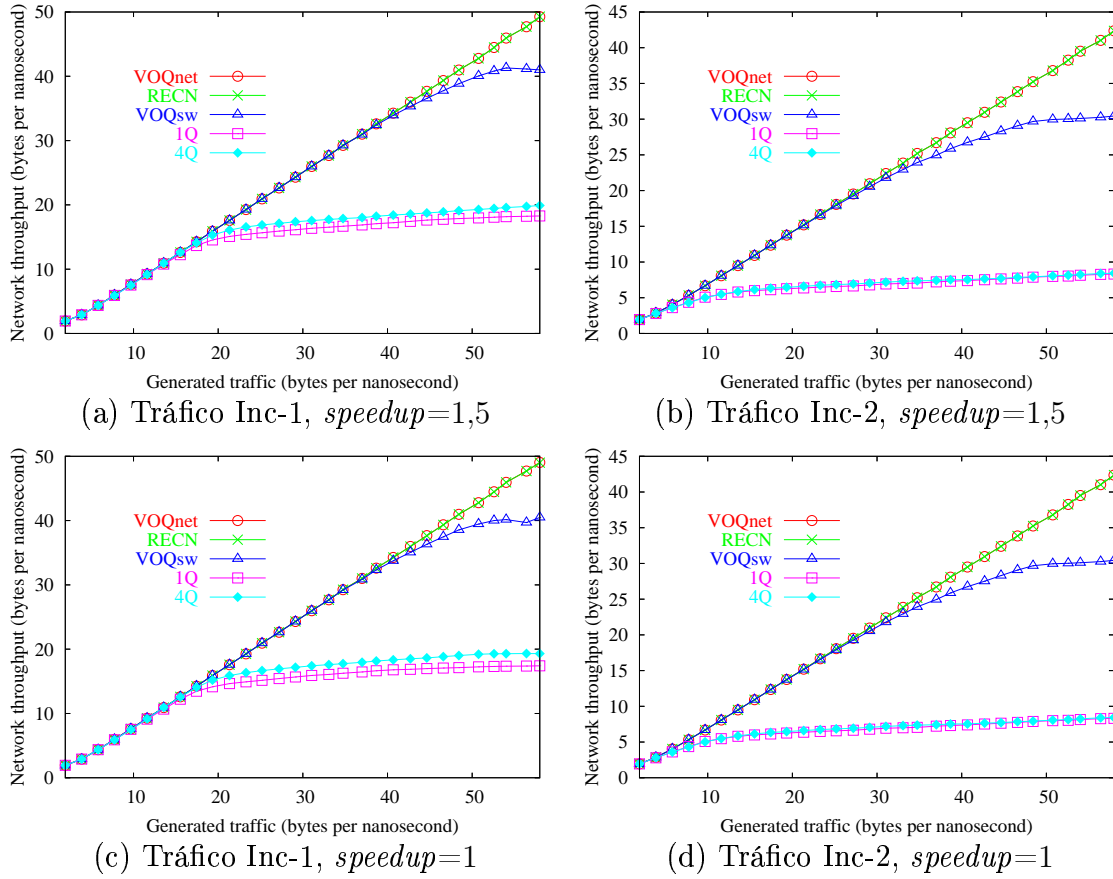 Network throughput (bytes per nanosecond)
50
40
30
20
10
0
VOQnet
RECN
VOQsw
1Q
4Q
10 20 30 40 50
Generated traffic (bytes per nanosecond)
(a) Tráfico Inc-1, speedup=1,5
Network throughput (bytes per nanosecond)
45
40
35
30
25
20
15
10
5
0
VOQnet
RECN
VOQsw
1Q
4Q
10 20 30 40 50
Generated traffic (bytes per nanosecond)
(b) Tráfico Inc-2, speedup=1,5
Network throughput (bytes per nanosecond)
50
40
30
20
10
0
VOQnet
RECN
VOQsw
1Q
4Q
10 20 30 40 50
Generated traffic (bytes per nanosecond)
(c) Tráfico Inc-1, speedup=1
Network throughput (bytes per nanosecond)
45
40
35
30
25
20
15
10
5
0
VOQnet
RECN
VOQsw
1Q
4Q
10 20 30 40 50
Generated traffic (bytes per nanosecond)
(d) Tráfico Inc-2, speedup=1